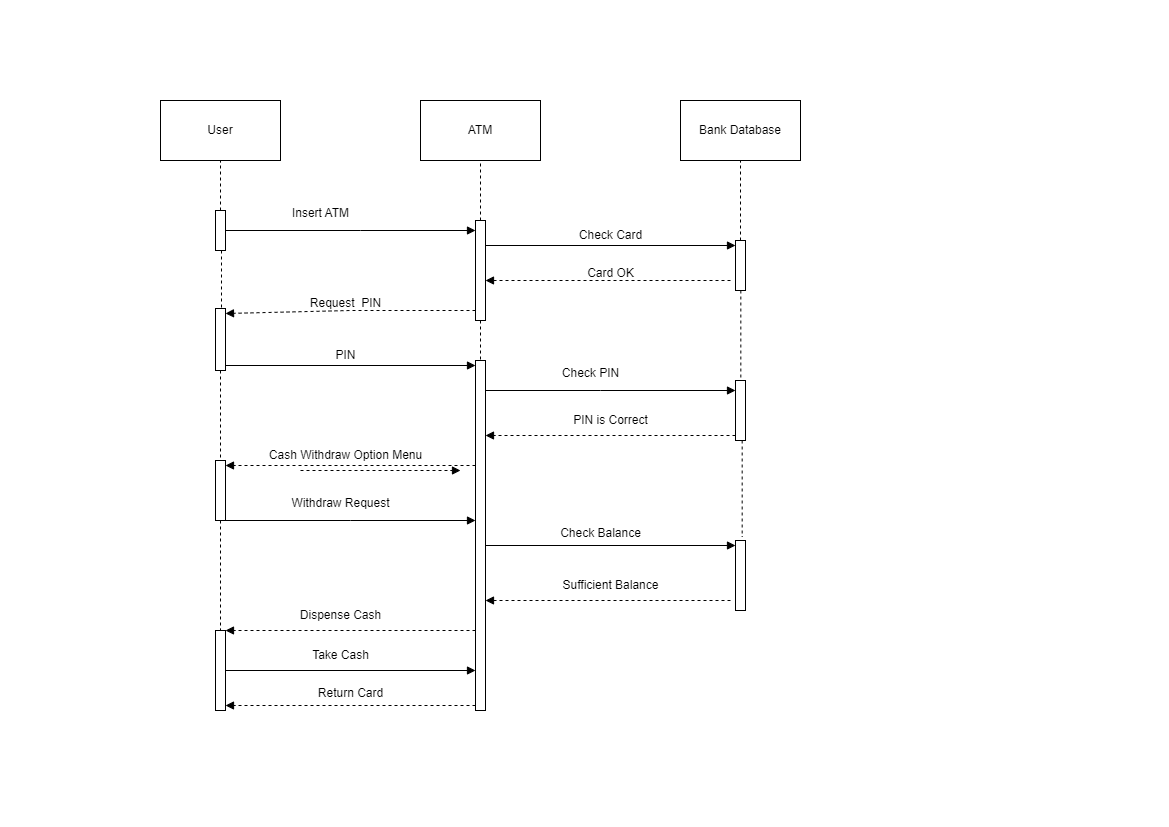 User
ATM
Bank Database
Insert ATM
Check Card
Card OK
Request  PIN
PIN
Check PIN
PIN is Correct
Cash Withdraw Option Menu
Withdraw Request
Check Balance
Sufficient Balance
Dispense Cash
Take Cash
Return Card